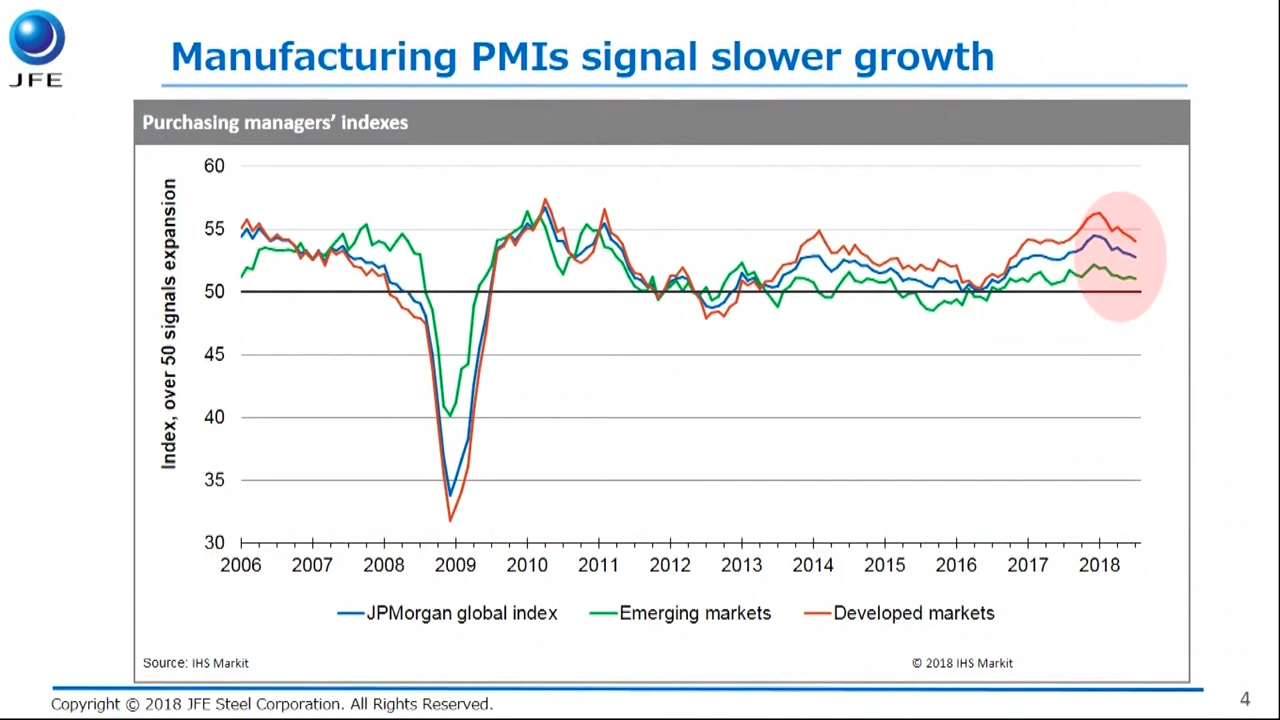 JFE
Manufacturing PMIs signal slower growth
Purchasing managers’ indexes
Index, over 50 signals expansion
60
55
50
45
40
35
30
2006 2007 2008 2009 2010 2011 2012 2013 2014 2015 2016 2017 2018
JPMorgan global index Emerging markets Developed markets
Source: IHS Markit © 2018 IHS Markit
Copyright © 2018 JFE Steel Corporation. All Rights Reserved. 4